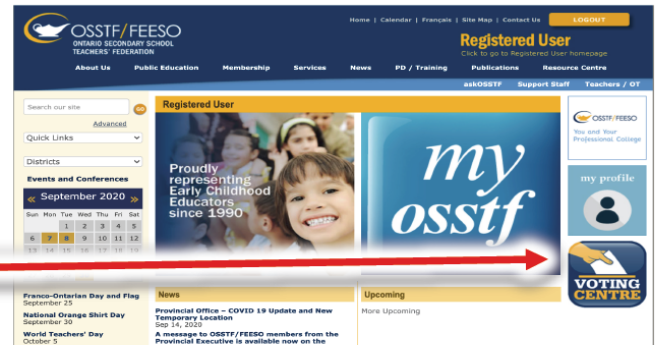 Home | Calendar | Français | Site Map | Contact Us
LOGOUT
OSSTF/FEESO
ONTARIO SECONDARY SCHOOL
TEACHERS' FEDERATION
Registered User
Click to go to Registered User homepage
About Us Public Education Membership Services News PD / Training Publications Resource Centre
askOSSTF Support Staff Teachers / OT
Search our site
GO
Advanced
Quick Links
Districts
Events and Conferences
« September 2020 »
Sun Mon Tue Wed Thu Fri Sat
1 2 3 4 5
6 7 8 9 10 11 12
13 14 15 16 17 18 19
Franco-Ontarian Day and Flag
September 25
National Orange Shirt Day
September 30
World Teachers' Day
October 5
Registered User
Proudly
representing
Early Childhood
Educators
since 1990
my
osstf
News
Provincial Office – COVID 19 Update and New
Temporary Location
Sep 14, 2020
A message to OSSTF/FEESO members from the
Provincial Executive is available now on the
Upcoming
More Upcoming
OSSTF/FEESO
You and Your
Professional College
my profile
VOTING
CENTRE